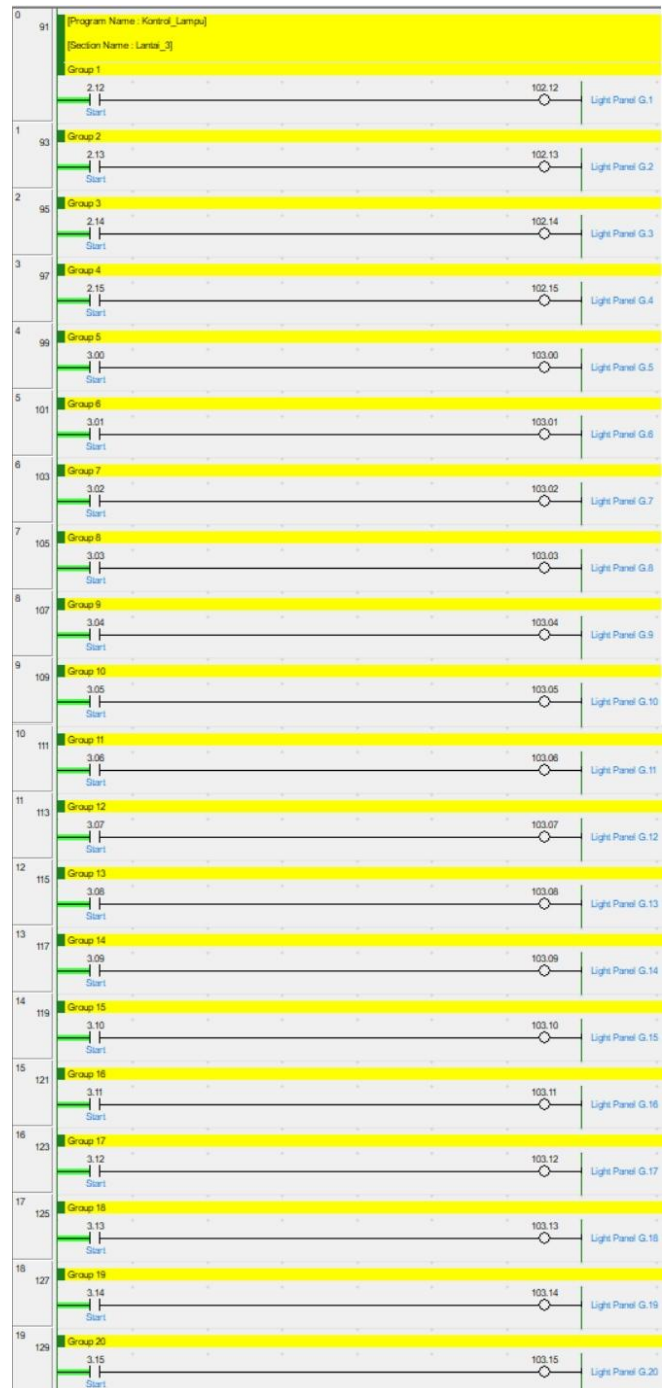 0 91 [Program Name : Kontrol_Lampu]
[Section Name : Lantai_3]
Group 1
2.12 102.12
Start Light Panel G.1
1 93 Group 2
2.13 102.13
Start Light Panel G.2
2 95 Group 3
2.14 102.14
Start Light Panel G.3
3 97 Group 4
2.15 102.15
Start Light Panel G.4
4 99 Group 5
3.00 103.00
Start Light Panel G.5
5 101 Group 6
3.01 103.01
Start Light Panel G.6
6 103 Group 7
3.02 103.02
Start Light Panel G.7
7 105 Group 8
3.03 103.03
Start Light Panel G.8
8 107 Group 9
3.04 103.04
Start Light Panel G.9
9 109 Group 10
3.05 103.05
Start Light Panel G.10
10 111 Group 11
3.06 103.06
Start Light Panel G.11
11 113 Group 12
3.07 103.07
Start Light Panel G.12
12 115 Group 13
3.08 103.08
Start Light Panel G.13
13 117 Group 14
3.09 103.09
Start Light Panel G.14
14 119 Group 15
3.10 103.10
Start Light Panel G.15
15 121 Group 16
3.11 103.11
Start Light Panel G.16
16 123 Group 17
3.12 103.12
Start Light Panel G.17
17 125 Group 18
3.13 103.13
Start Light Panel G.18
18 127 Group 19
3.14 103.14
Start Light Panel G.19
19 129 Group 20
3.15 103.15
Start Light Panel G.20